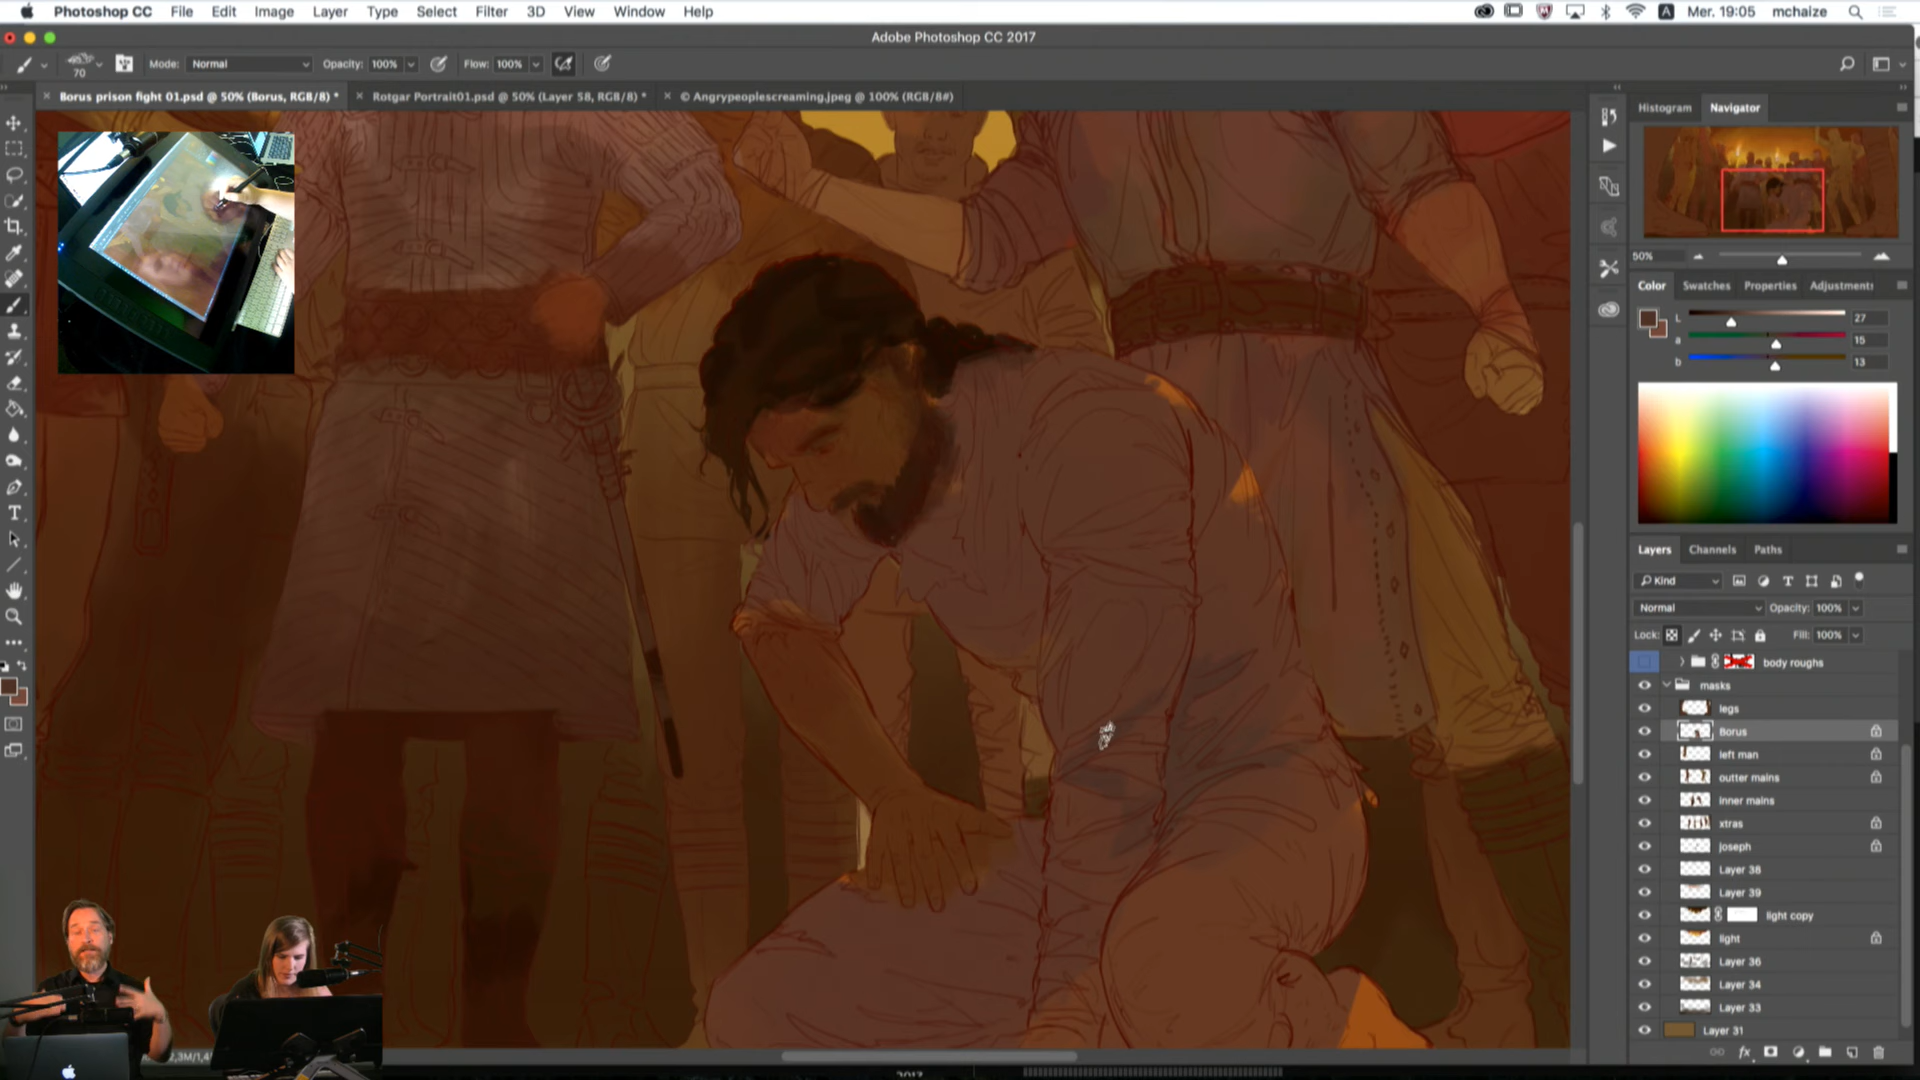 Photoshop CC File Edit Image Layer Type Select Filter 3D View Window Help
A Mer. 19:05 mchaize
Adobe Photoshop CC 2017
70 Mode: Normal Opacity: 100% Flow: 100%
× Borus prison fight 01.psd @ 50% (Borus, RGB/8) * × Rotgar Portrait01.psd @ 50% (Layer 58, RGB/8) * × © Angrypeoplescreaming.jpeg @ 100% (RGB/8#)
Histogram Navigator
50%
Color Swatches Properties Adjustments
L 27
a 15
b 13
Layers Channels Paths
Kind
Normal Opacity: 100%
Lock: Fill: 100%
body roughs
masks
legs
Borus
left man
outter mains
inner mains
xtras
joseph
Layer 38
Layer 39
light copy
light
Layer 36
Layer 34
Layer 33
Layer 31
fx
2017